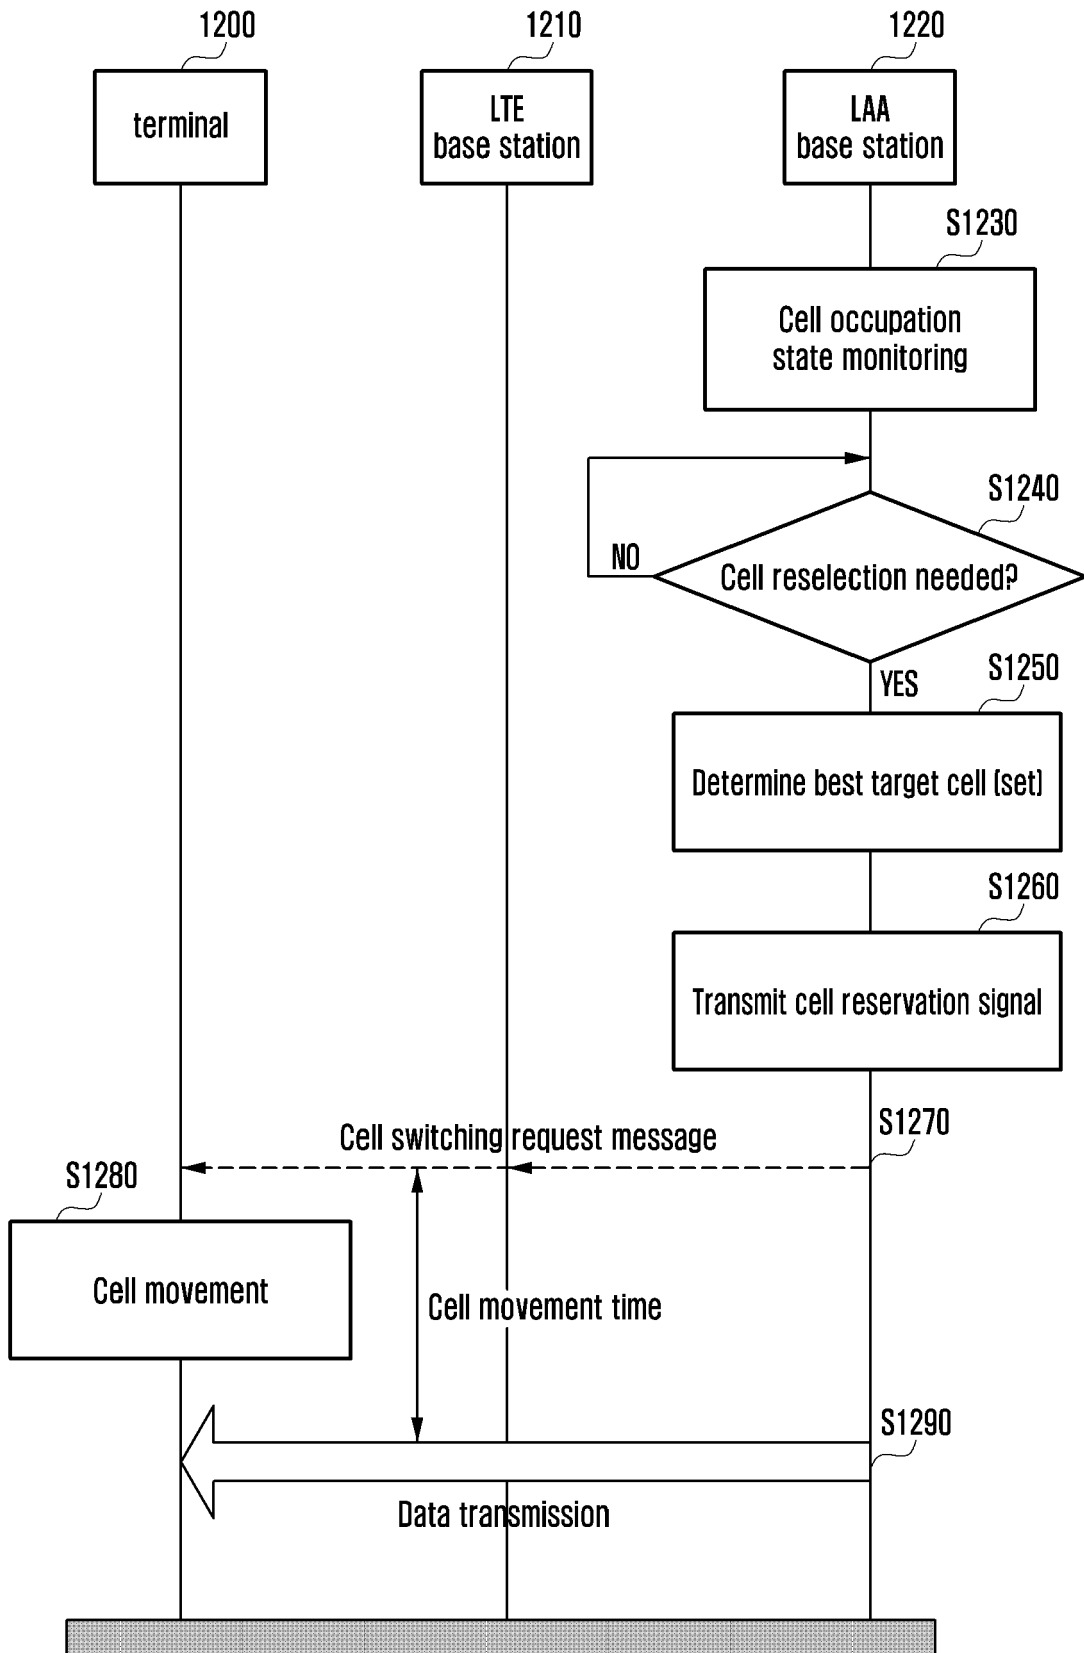 1200
1210
1220
terminal
LTE
base station
LAA
base station
S1230
Cell occupation
state monitoring
S1240
NO
Cell reselection needed?
S1250
YES
Determine best target cell (set)
S1260
Transmit cell reservation signal
S1270
Cell switching request message
S1280
Cell movement
Cell movement time
S1290
Data transmission